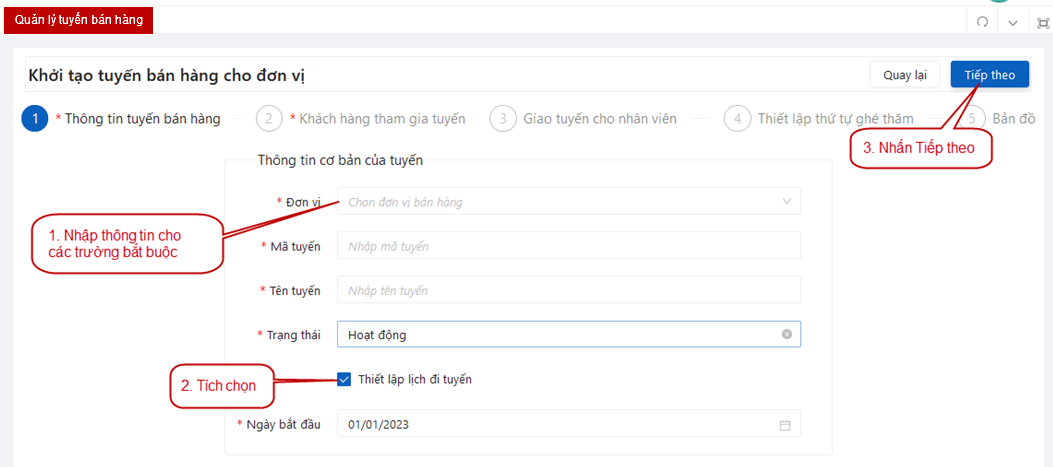 Quản lý tuyến bán hàng
Khởi tạo tuyến bán hàng cho đơn vị
Quay lại
Tiếp theo
1 * Thông tin tuyến bán hàng
2 * Khách hàng tham gia tuyến
3 Giao tuyến cho nhân viên
4 Thiết lập thứ tự ghé thăm
5 Bản đồ
3. Nhấn Tiếp theo
Thông tin cơ bản của tuyến
* Đơn vị Chọn đơn vị bán hàng
1. Nhập thông tin cho
các trường bắt buộc
* Mã tuyến Nhập mã tuyến
* Tên tuyến Nhập tên tuyến
* Trạng thái Hoạt động
2. Tích chọn
Thiết lập lịch đi tuyến
* Ngày bắt đầu 01/01/2023